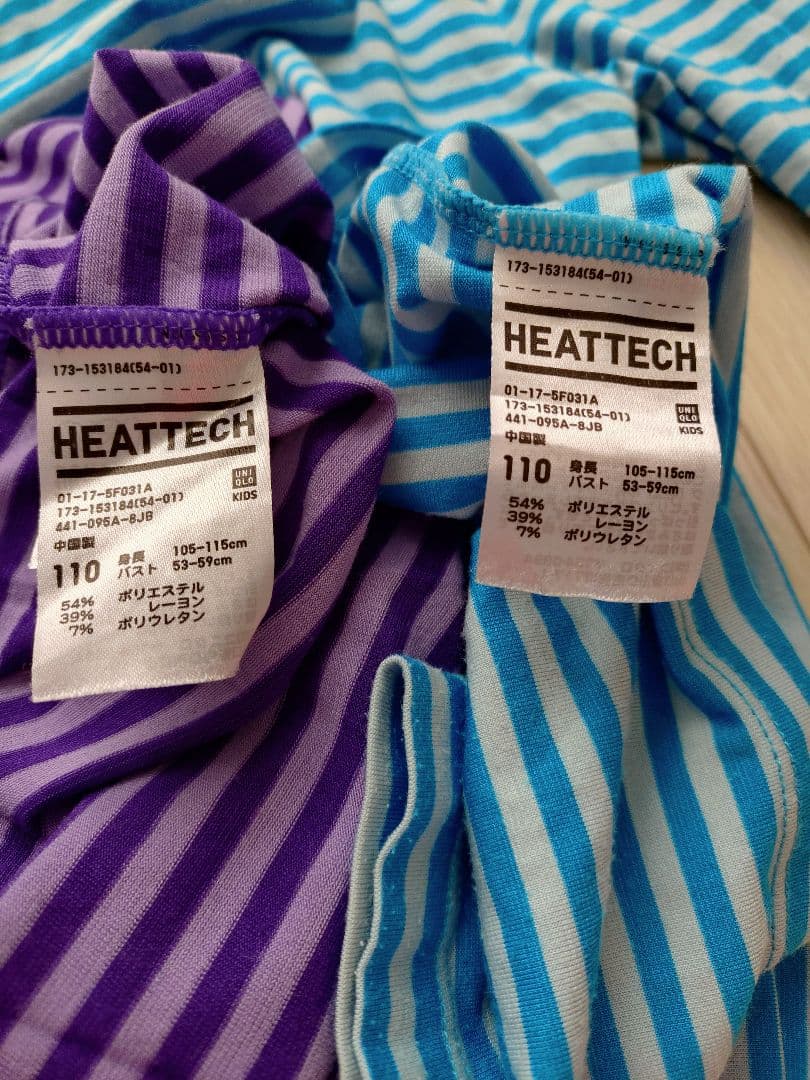 173-153184(54-01)
HEATTECH
01-17-5F031A
173-153184(54-01)
441-095A-8JB
中国製
UNI
QLO
KIDS
110 身長 105-115cm
バスト 53-59cm
54% ポリエステル
39% レーヨン
7% ポリウレタン
173-153184(54-01)
HEATTECH
01-17-5F031A
173-153184(54-01)
441-095A-8JB
中国製
UNI
QLO
KIDS
110 身長 105-115cm
バスト 53-59cm
54% ポリエステル
39% レーヨン
7% ポリウレタン